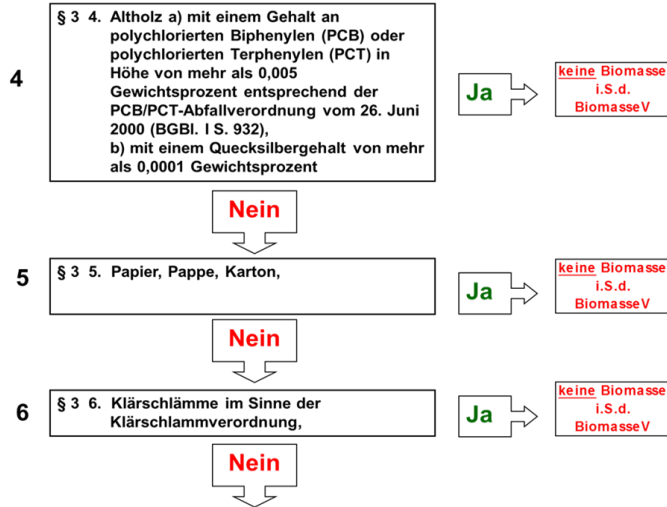 § 3 4. Altholz a) mit einem Gehalt an
polychlorierten Biphenylen (PCB) oder
polychlorierten Terphenylen (PCT) in
Höhe von mehr als 0,005
Gewichtsprozent entsprechend der
PCB/PCT-Abfallverordnung vom 26. Juni
2000 (BGBl. I S. 932),
b) mit einem Quecksilbergehalt von mehr
als 0,0001 Gewichtsprozent
4
Ja
keine Biomasse
i.S.d.
BiomasseV
Nein
5
§ 3 5. Papier, Pappe, Karton,
Ja
keine Biomasse
i.S.d.
BiomasseV
Nein
6
§ 3 6. Klärschlämme im Sinne der
Klärschlammverordnung,
Ja
keine Biomasse
i.S.d.
BiomasseV
Nein